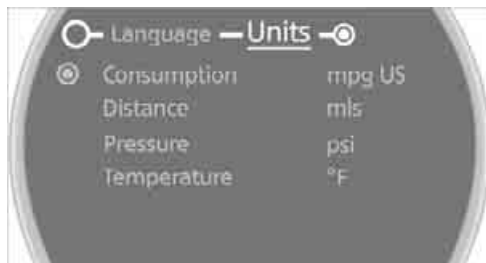 Language Units
Consumption mpg US
Distance mls
Pressure psi
Temperature °F